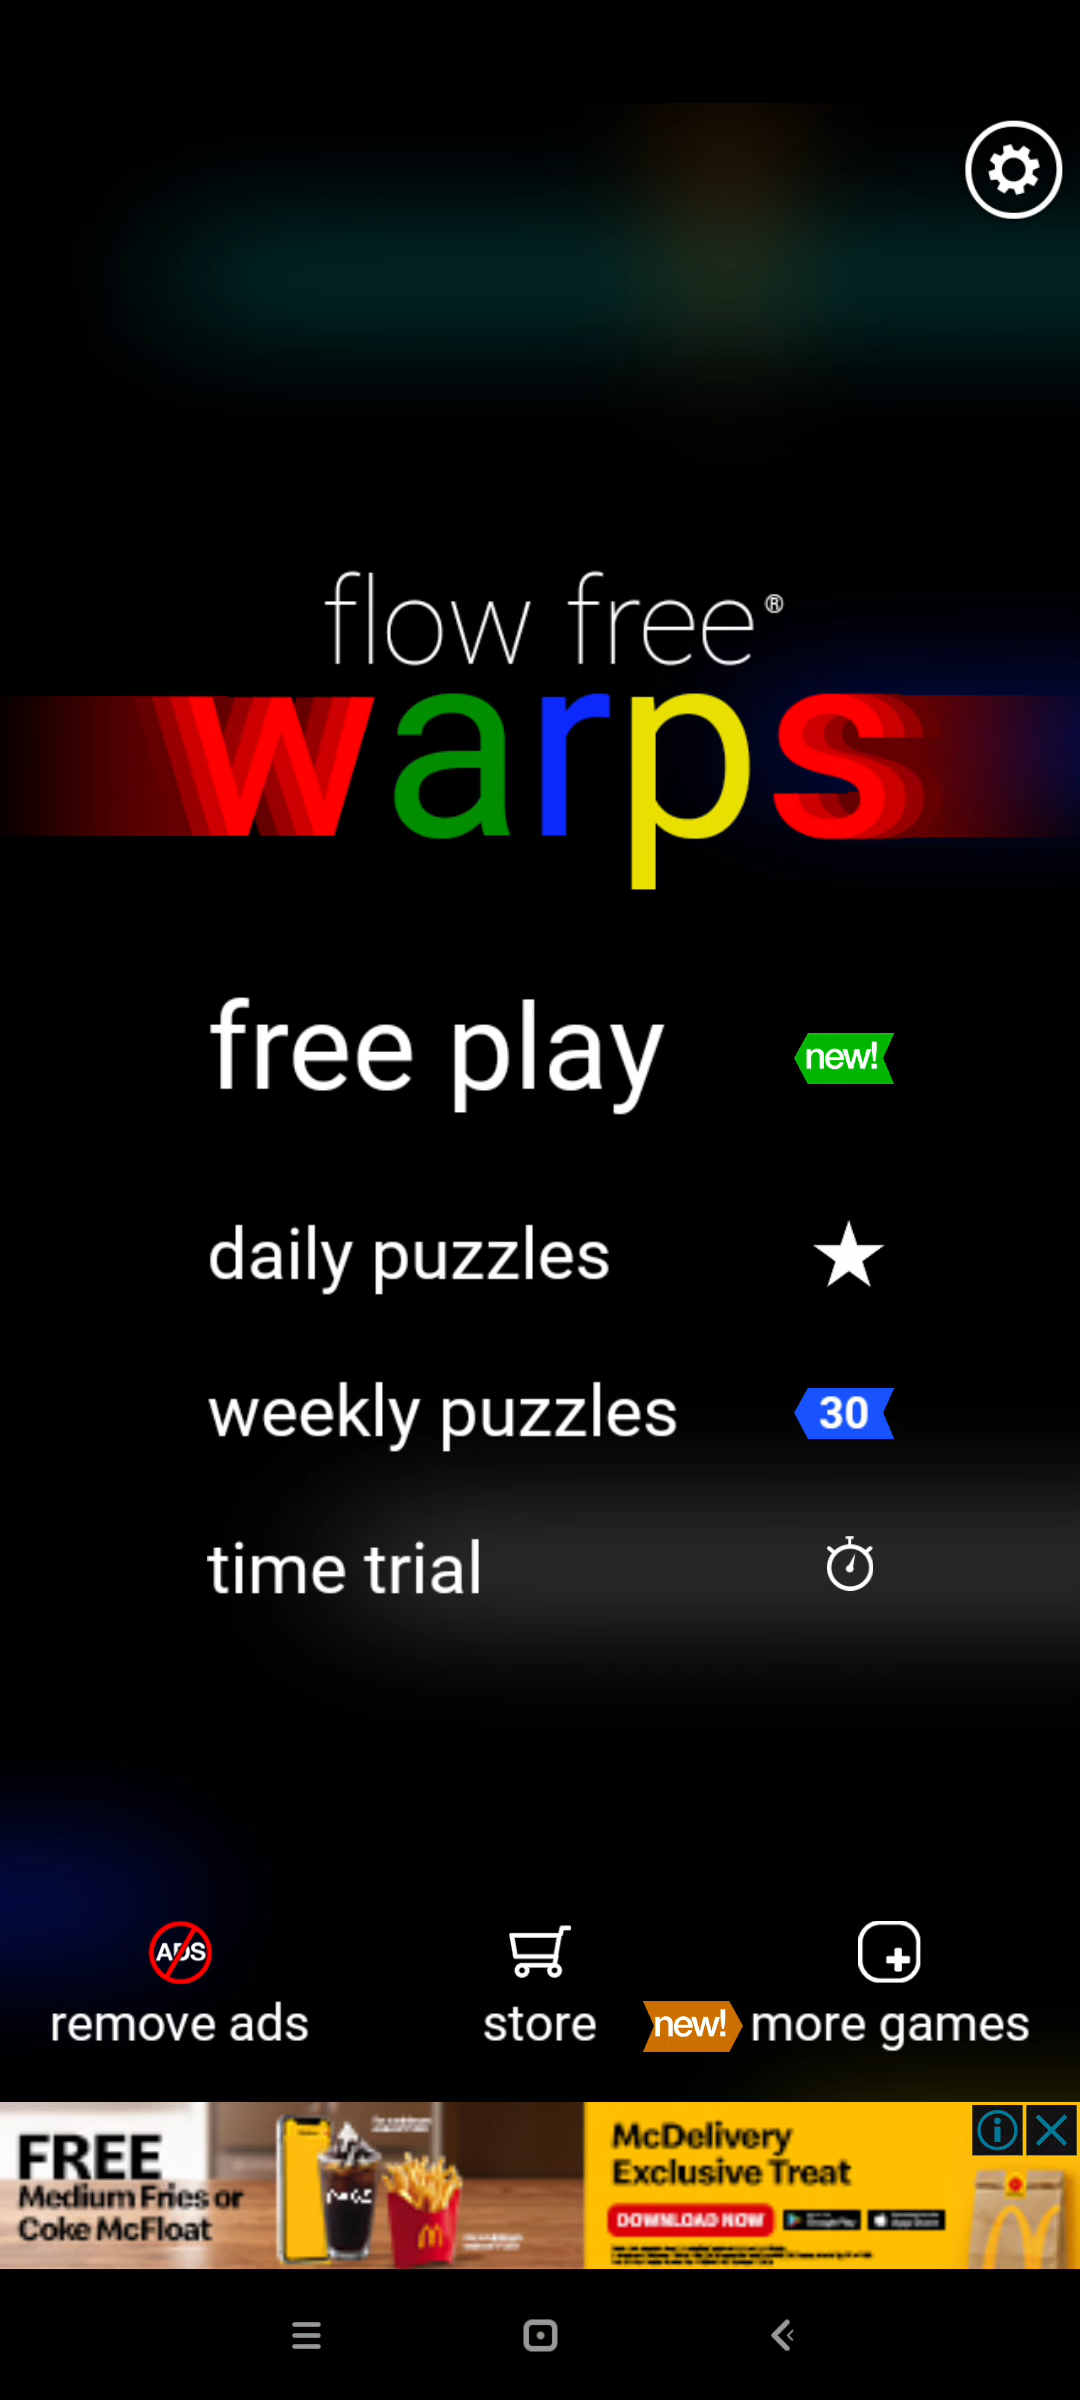 flow free®
warps
free play new!
daily puzzles
weekly puzzles 30
time trial
ADS
remove ads
store
new! more games
FREE
Medium Fries or
Coke McFloat
McDelivery
Exclusive Treat
DOWNLOAD NOW